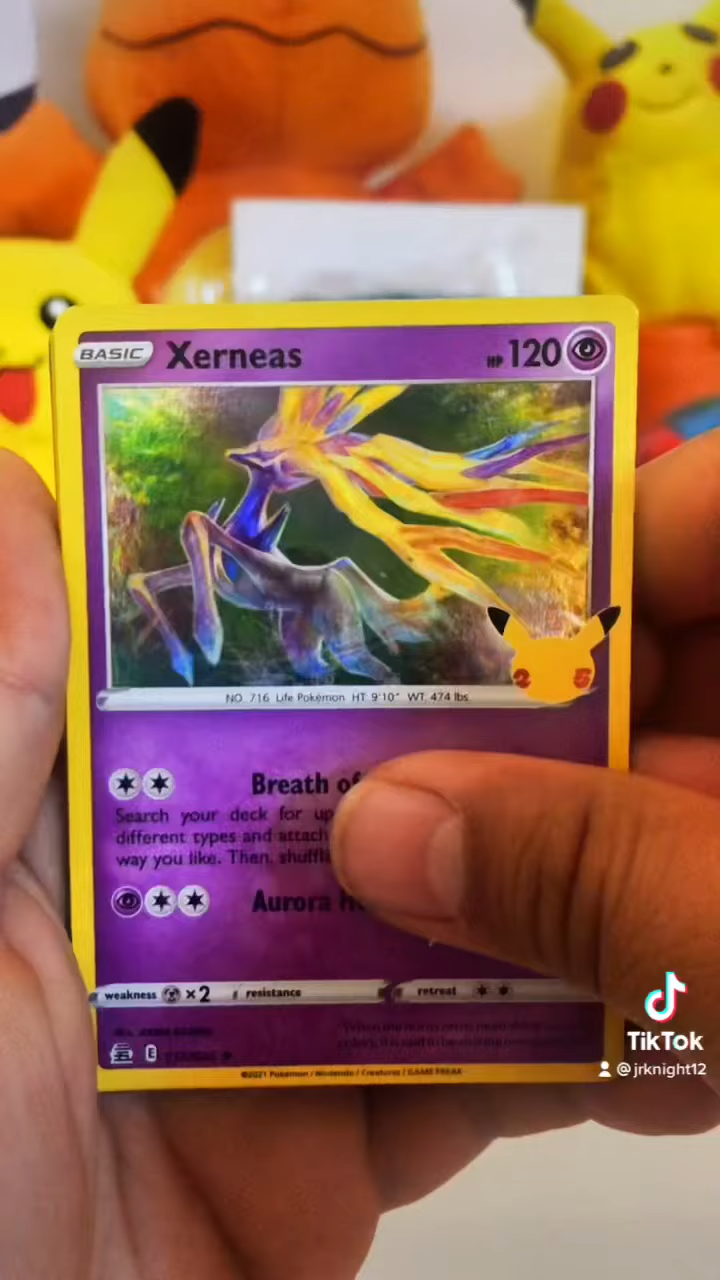 BASIC Xerneas HP 120
25
NO. 716 Life Pokémon HT: 9'10" WT: 474 lbs.
Breath of
Search your deck for up
different types and attach
way you like. Then, shuffle
Aurora
weakness ×2 resistance retreat
E
©2021 Pokémon / Nintendo / Creatures / GAME FREAK
TikTok
@jrknight12